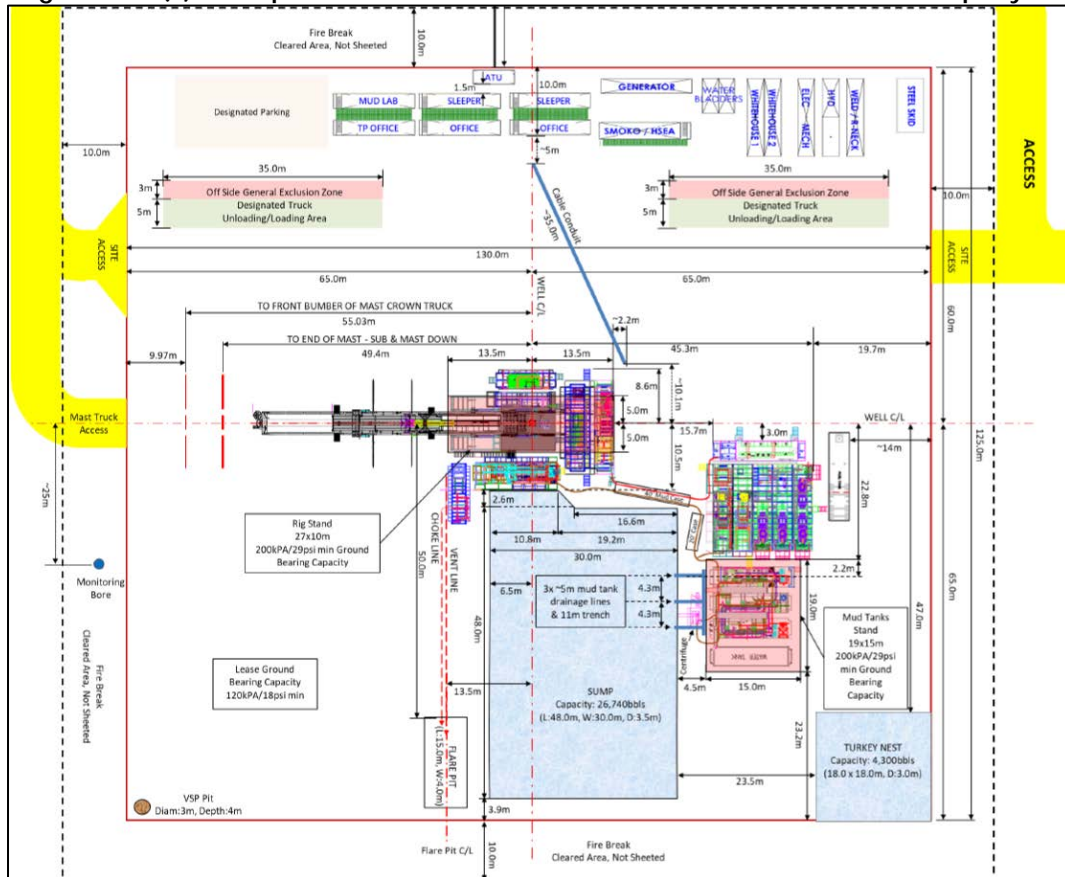 Fire Break
Cleared Area, Not Sheeted
10.0m
ATU
1.5m
10.0m
MUD LAB
SLEEPER
SLEEPER
TP OFFICE
OFFICE
OFFICE
~5m
GENERATOR
SMOKO / HSEA
WATER
BLADDERS
WHITEHOUSE 1
WHITEHOUSE 2
ELEC - MECH
HYD
WELD / R-NECK
STEEL SKID
Designated Parking
ACCESS
10.0m
10.0m
35.0m
3m
Off Side General Exclusion Zone
5m
Designated Truck
Unloading/Loading Area
35.0m
3m
Off Side General Exclusion Zone
5m
Designated Truck
Unloading/Loading Area
Cable Conduit
~35.0m
SITE
ACCESS
SITE
ACCESS
130.0m
65.0m
65.0m
WELL C/L
60.0m
TO FRONT BUMBER OF MAST CROWN TRUCK
55.03m
TO END OF MAST - SUB & MAST DOWN
49.4m
9.97m
13.5m
13.5m
~2.2m
45.3m
19.7m
8.6m
~10.1m
5.0m
5.0m
10.5m
15.7m
3.0m
WELL C/L
~14m
125.0m
Mast Truck
Access
~25m
Monitoring
Bore
22.8m
2.2m
Rig Stand
27x10m
200kPA/29psi min Ground
Bearing Capacity
CHOKE LINE
50.0m
VENT LINE
2.6m
16.6m
10.8m
19.2m
30.0m
6.5m
48.0m
3x ~5m mud tank
drainage lines
& 11m trench
4.3m
4.3m
Centrifuge
WATER TANK
19.0m
65.0m
47.0m
Mud Tanks
Stand
19x15m
200kPA/29psi
min Ground
Bearing
Capacity
Fire Break
Cleared Area, Not Sheeted
Lease Ground
Bearing Capacity
120kPA/18psi min
13.5m
SUMP
Capacity: 26,740bbls
(L:48.0m, W:30.0m, D:3.5m)
4.5m
15.0m
23.2m
23.5m
FLARE PIT
(L:15.0m, W:4.0m)
TURKEY NEST
Capacity: 4,300bbls
(18.0 x 18.0m, D:3.0m)
VSP Pit
Diam:3m, Depth:4m
3.9m
Flare Pit C/L
10.0m
Fire Break
Cleared Area, Not Sheeted